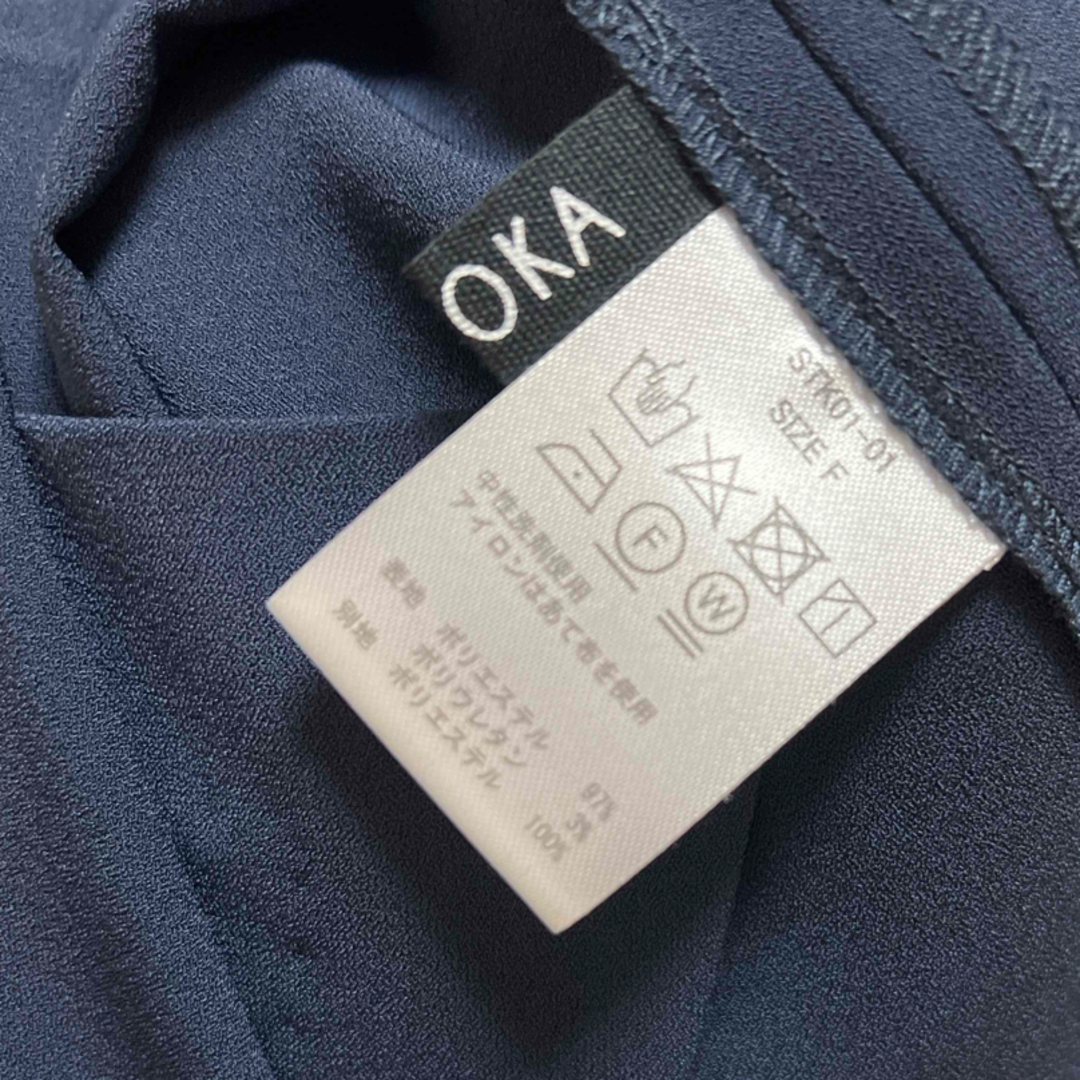 OKA
STK01-01
SIZE F
F
W
中性洗剤使用
アイロンはあて布を使用
表地 ポリエステル 97%
ポリウレタン 3%
別地 ポリエステル 100%